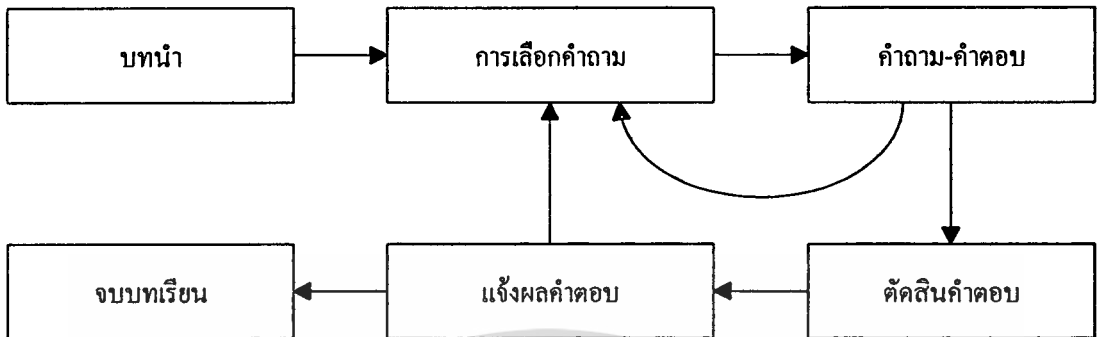 บทนำ
การเลือกคำถาม
คำถาม-คำตอบ
จบบทเรียน
แจ้งผลคำตอบ
ตัดสินคำตอบ